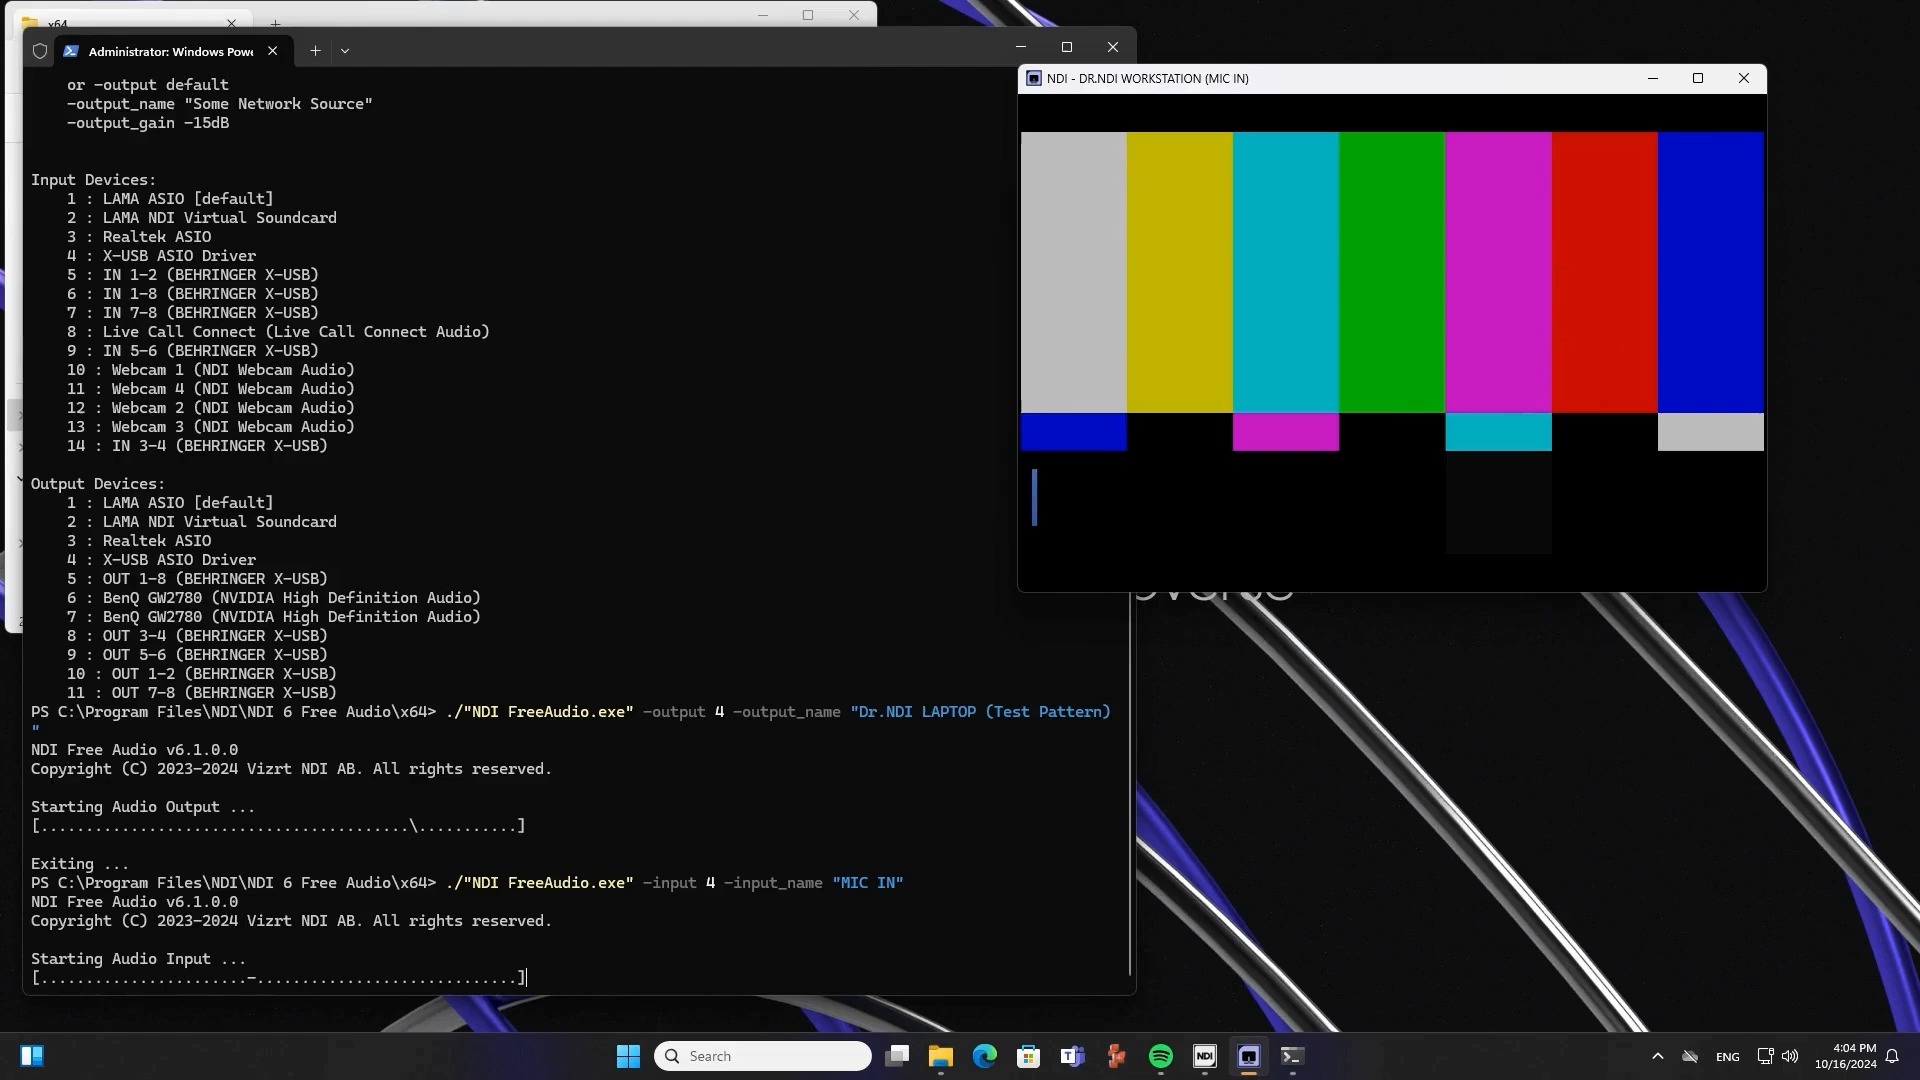 x64
Administrator: Windows Powe
or -output default
-output_name "Some Network Source"
-output_gain -15dB
Input Devices:
1 : LAMA ASIO [default]
2 : LAMA NDI Virtual Soundcard
3 : Realtek ASIO
4 : X-USB ASIO Driver
5 : IN 1-2 (BEHRINGER X-USB)
6 : IN 1-8 (BEHRINGER X-USB)
7 : IN 7-8 (BEHRINGER X-USB)
8 : Live Call Connect (Live Call Connect Audio)
9 : IN 5-6 (BEHRINGER X-USB)
10 : Webcam 1 (NDI Webcam Audio)
11 : Webcam 4 (NDI Webcam Audio)
12 : Webcam 2 (NDI Webcam Audio)
13 : Webcam 3 (NDI Webcam Audio)
14 : IN 3-4 (BEHRINGER X-USB)
Output Devices:
1 : LAMA ASIO [default]
2 : LAMA NDI Virtual Soundcard
3 : Realtek ASIO
4 : X-USB ASIO Driver
5 : OUT 1-8 (BEHRINGER X-USB)
6 : BenQ GW2780 (NVIDIA High Definition Audio)
7 : BenQ GW2780 (NVIDIA High Definition Audio)
8 : OUT 3-4 (BEHRINGER X-USB)
9 : OUT 5-6 (BEHRINGER X-USB)
10 : OUT 1-2 (BEHRINGER X-USB)
11 : OUT 7-8 (BEHRINGER X-USB)
PS C:\Program Files\NDI\NDI 6 Free Audio\x64> ./"NDI FreeAudio.exe" -output 4 -output_name "Dr.NDI LAPTOP (Test Pattern)
"
NDI Free Audio v6.1.0.0
Copyright (C) 2023-2024 Vizrt NDI AB. All rights reserved.
Starting Audio Output ...
[.........................................\...........]
Exiting ...
PS C:\Program Files\NDI\NDI 6 Free Audio\x64> ./"NDI FreeAudio.exe" -input 4 -input_name "MIC IN"
NDI Free Audio v6.1.0.0
Copyright (C) 2023-2024 Vizrt NDI AB. All rights reserved.
Starting Audio Input ...
[.......................-.............................]
NDI - DR.NDI WORKSTATION (MIC IN)
Search
NDI
ENG
4:04 PM
10/16/2024